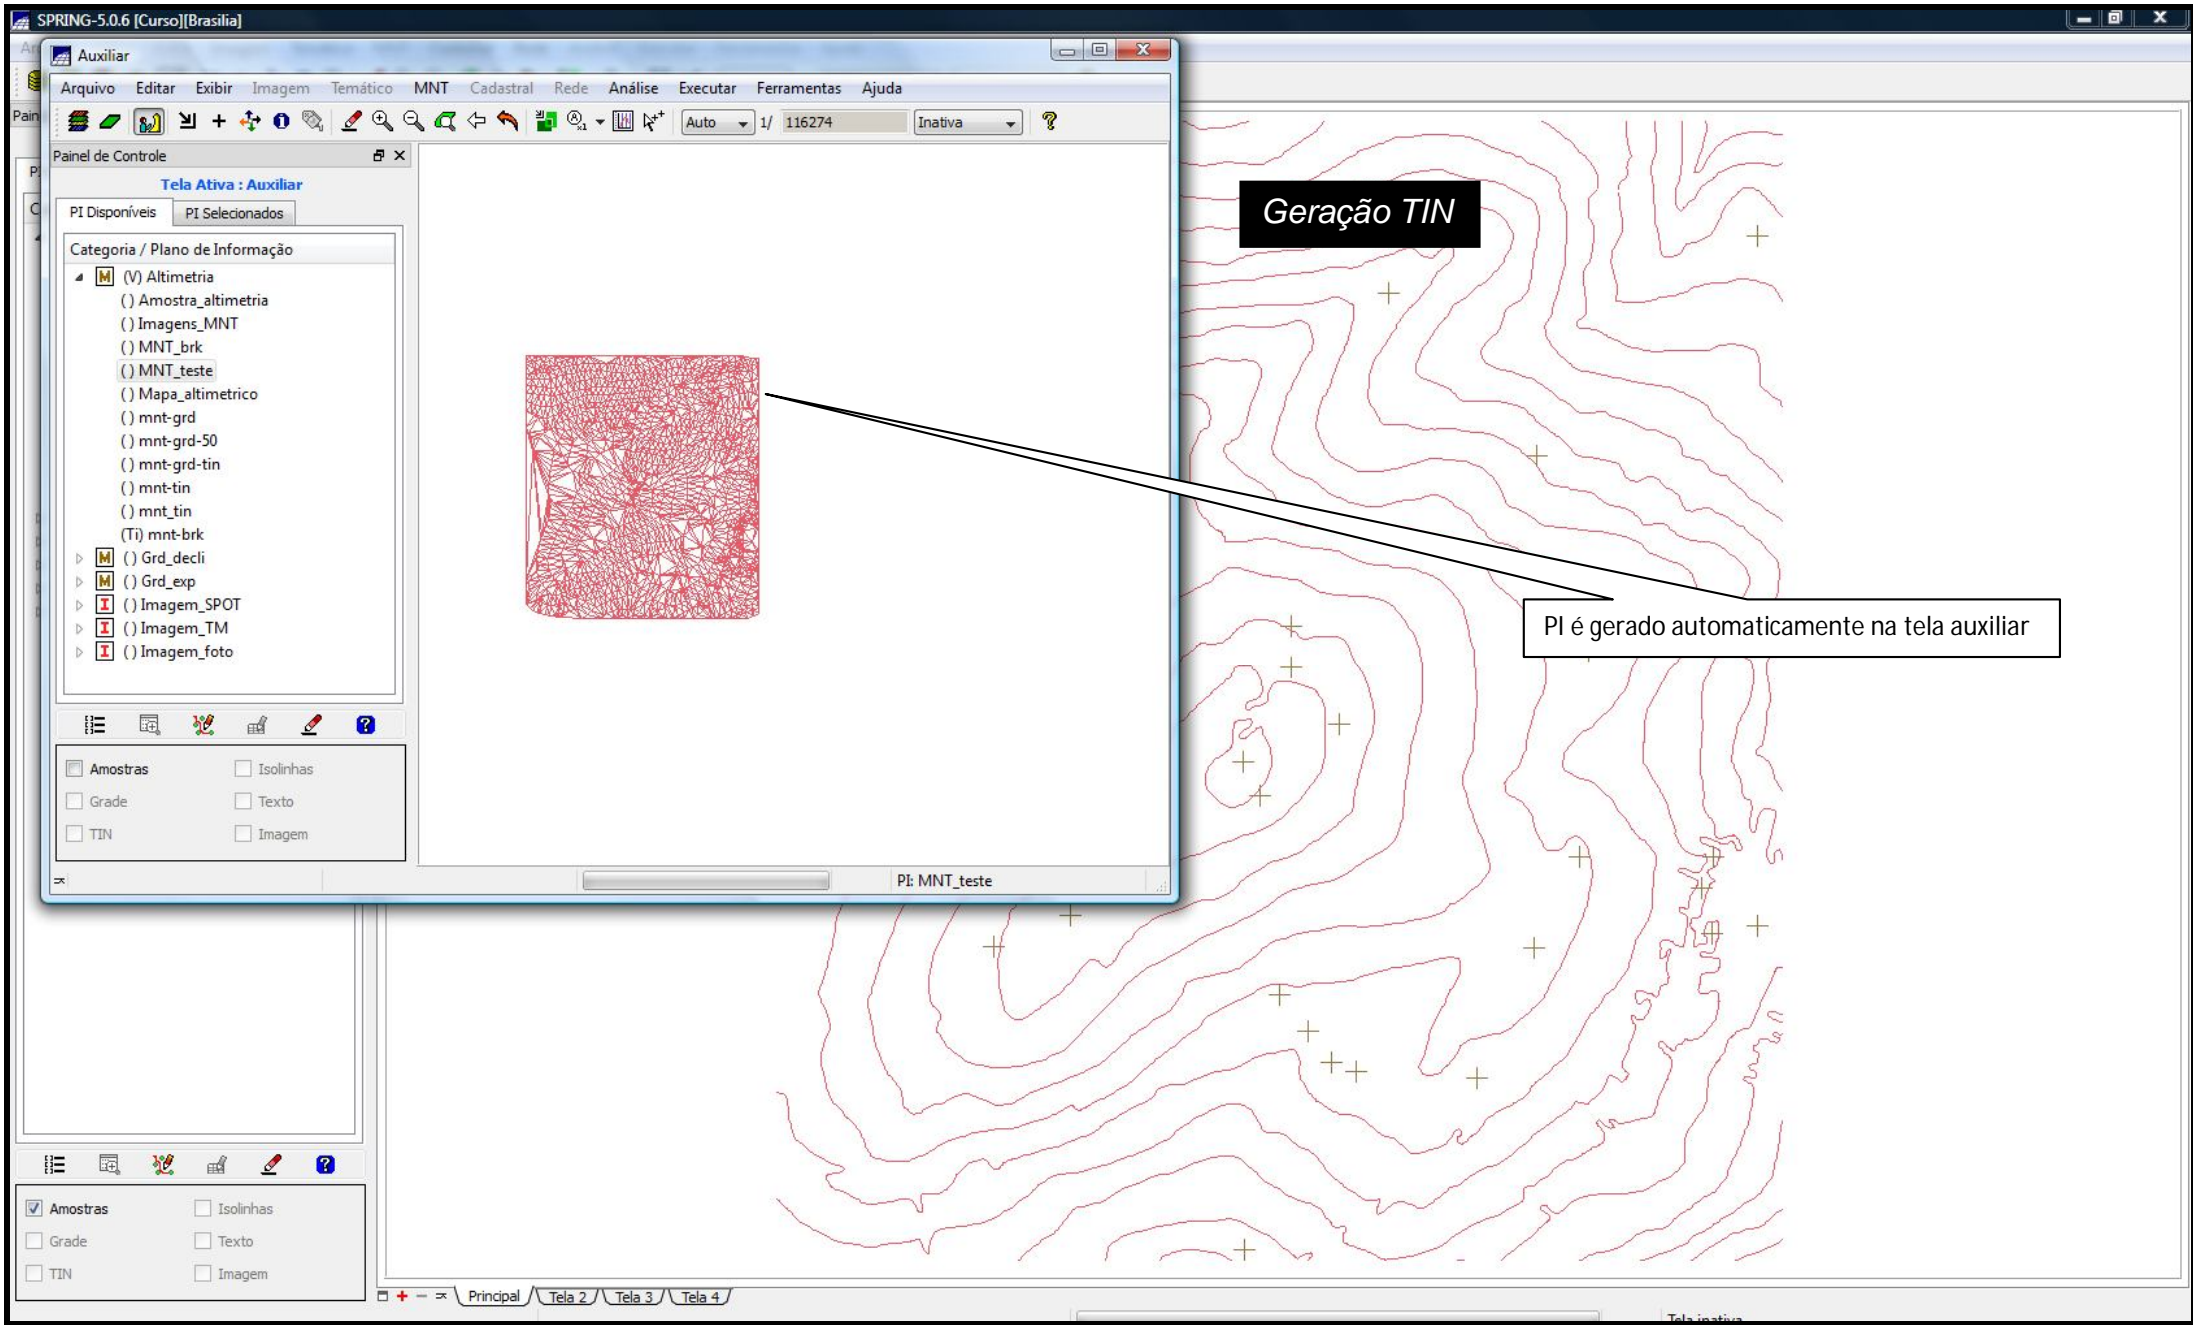 SPRING-5.0.6 [Curso][Brasilia]
Auxiliar
Arquivo Editar Exibir Imagem Temático MNT Cadastral Rede Análise Executar Ferramentas Ajuda
Auto 1/ 116274 Inativa
Painel de Controle
Tela Ativa : Auxiliar
PI Disponíveis PI Selecionados
Categoria / Plano de Informação
(V) Altimetria
( ) Amostra_altimetria
( ) Imagens_MNT
( ) MNT_brk
( ) MNT_teste
( ) Mapa_altimetrico
( ) mnt-grd
( ) mnt-grd-50
( ) mnt-grd-tin
( ) mnt-tin
( ) mnt_tin
(Ti) mnt-brk
( ) Grd_decli
( ) Grd_exp
( ) Imagem_SPOT
( ) Imagem_TM
( ) Imagem_foto
Amostras Isolinhas
Grade Texto
TIN Imagem
PI: MNT_teste
Geração TIN
PI é gerado automaticamente na tela auxiliar
Pain
Amostras Isolinhas
Grade Texto
TIN Imagem
Principal Tela 2 Tela 3 Tela 4
Tela inativa